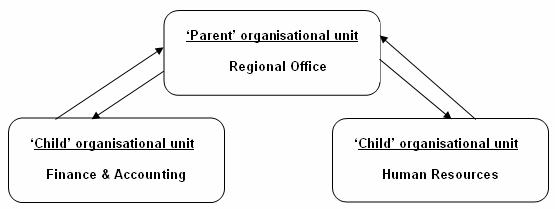 ‘Parent’ organisational unit
Regional Office
‘Child’ organisational unit
Finance & Accounting
‘Child’ organisational unit
Human Resources